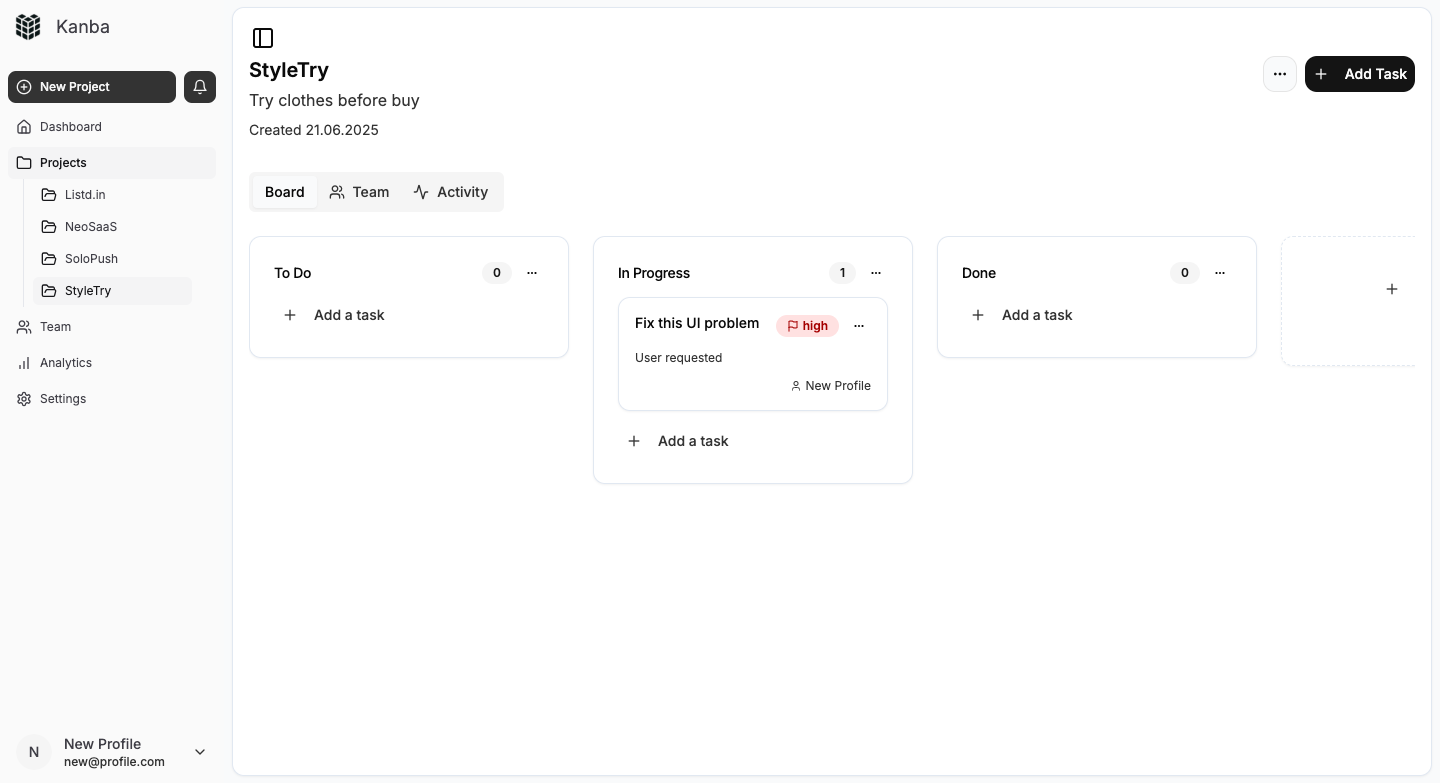 Kanba
New Project
Dashboard
Projects
Listd.in
NeoSaaS
SoloPush
StyleTry
Team
Analytics
Settings
New Profile
N
new@profile.com
StyleTry
Try clothes before buy
Created 21.06.2025
Add Task
Board
Team
Activity
To Do
0
Add a task
In Progress
1
Fix this UI problem
high
User requested
New Profile
Add a task
Done
0
Add a task